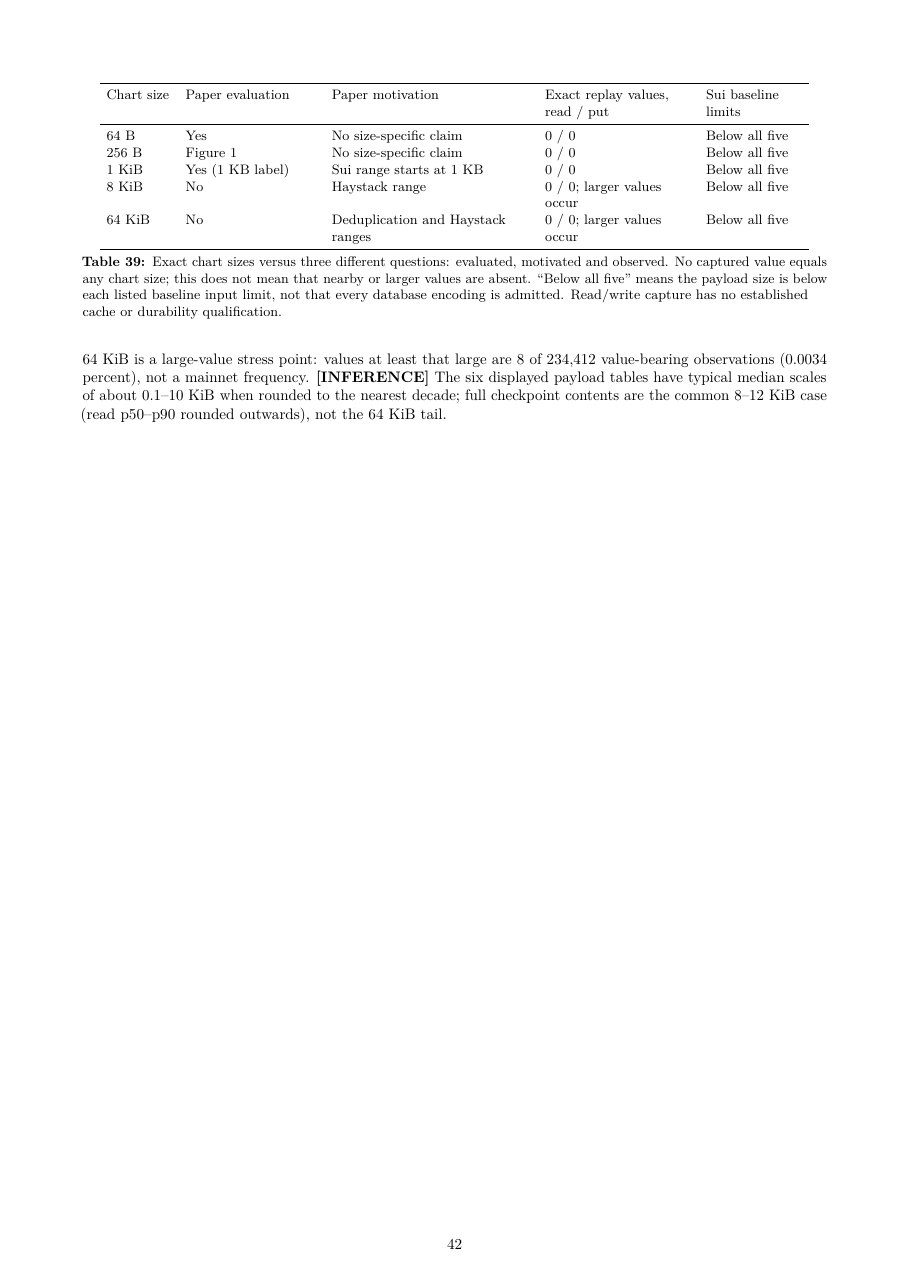 Chart size Paper evaluation Paper motivation Exact replay values, read / put Sui baseline limits
64 B Yes No size-specific claim 0 / 0 Below all five
256 B Figure 1 No size-specific claim 0 / 0 Below all five
1 KiB Yes (1 KB label) Sui range starts at 1 KB 0 / 0 Below all five
8 KiB No Haystack range 0 / 0; larger values occur Below all five
64 KiB No Deduplication and Haystack ranges 0 / 0; larger values occur Below all five
Table 39: Exact chart sizes versus three different questions: evaluated, motivated and observed. No captured value equals
any chart size; this does not mean that nearby or larger values are absent. “Below all five” means the payload size is below
each listed baseline input limit, not that every database encoding is admitted. Read/write capture has no established
cache or durability qualification.
64 KiB is a large-value stress point: values at least that large are 8 of 234,412 value-bearing observations (0.0034
percent), not a mainnet frequency. [INFERENCE] The six displayed payload tables have typical median scales
of about 0.1–10 KiB when rounded to the nearest decade; full checkpoint contents are the common 8–12 KiB case
(read p50–p90 rounded outwards), not the 64 KiB tail.
42